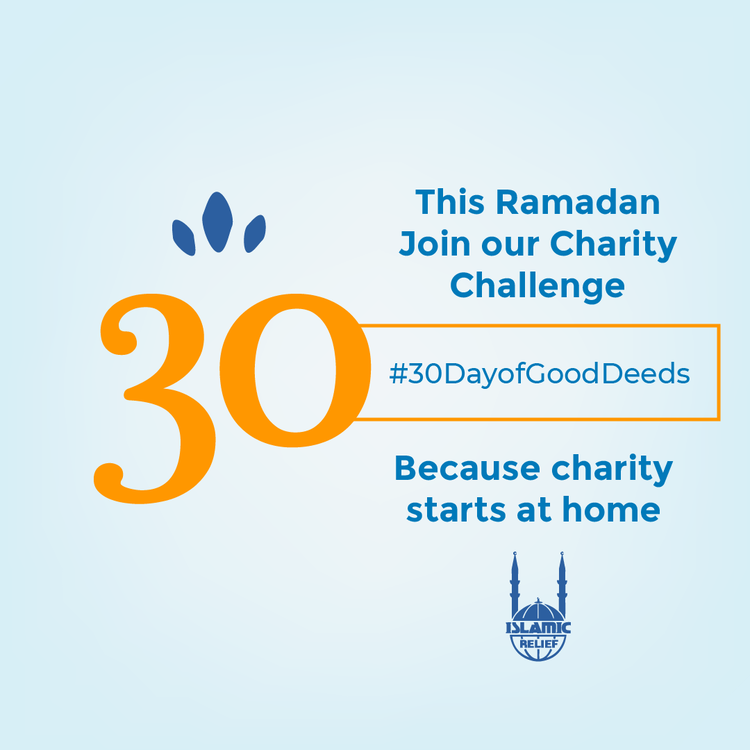 30
This Ramadan
Join our Charity
Challenge
#30DayofGoodDeeds
Because charity
starts at home
ISLAMIC
RELIEF